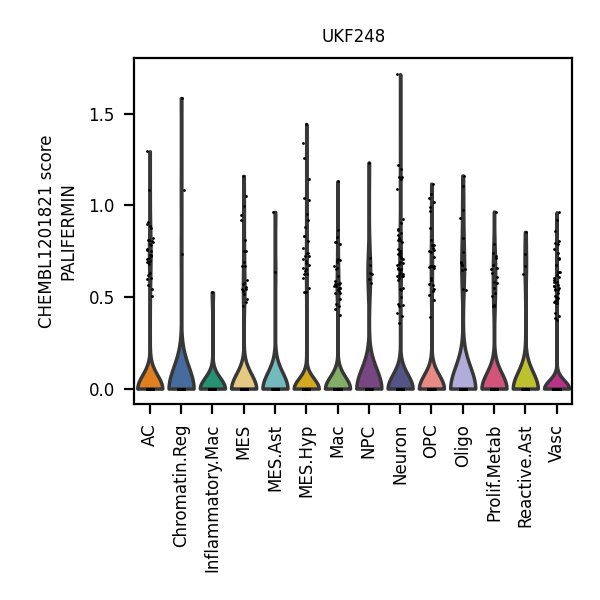 UKF248
CHEMBL1201821 score
PALIFERMIN
1.5
1.0
0.5
0.0
AC
Chromatin.Reg
Inflammatory.Mac
MES
MES.Ast
MES.Hyp
Mac
NPC
Neuron
OPC
Oligo
Prolif.Metab
Reactive.Ast
Vasc